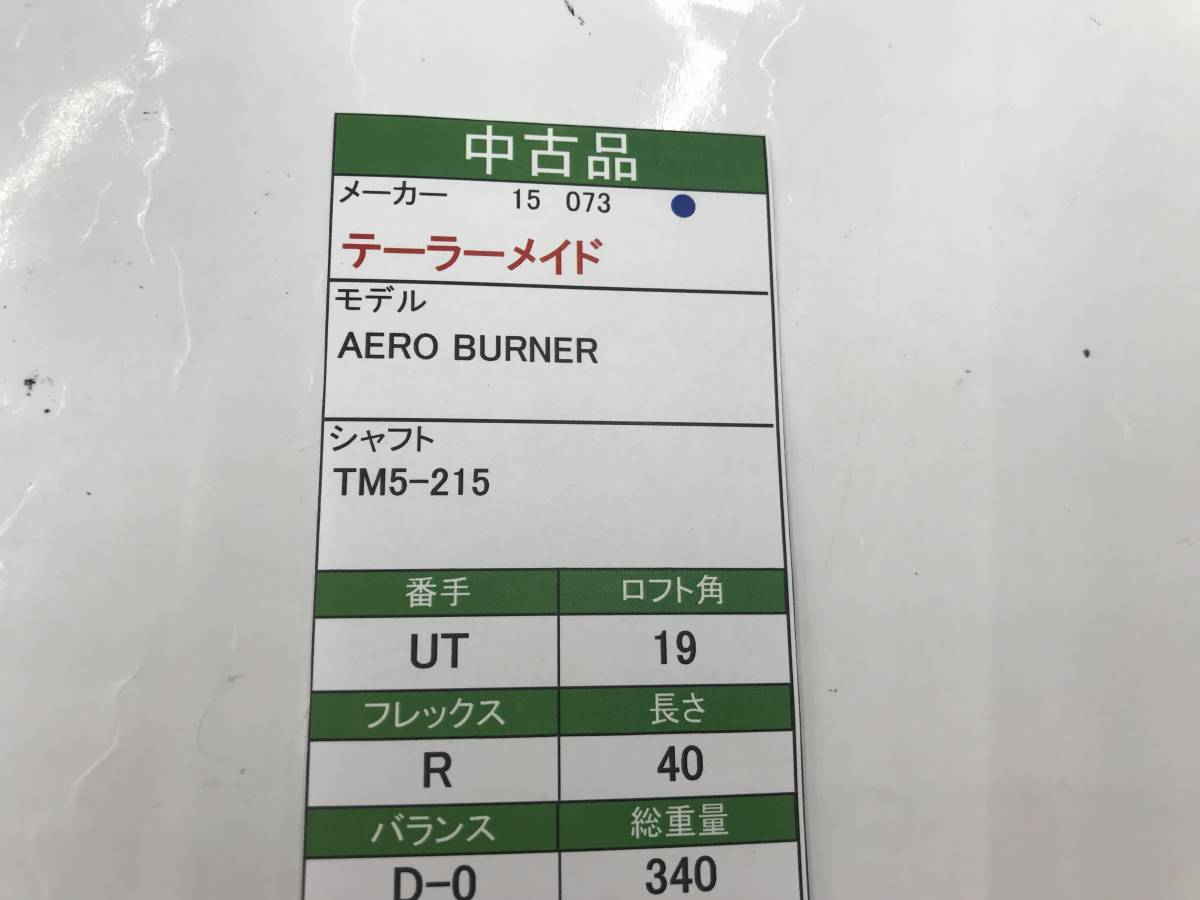 中古品
メーカー 15 073
テーラーメイド
モデル
AERO BURNER
シャフト
TM5-215
番手 ロフト角
UT 19
フレックス 長さ
R 40
バランス 総重量
D-0 340